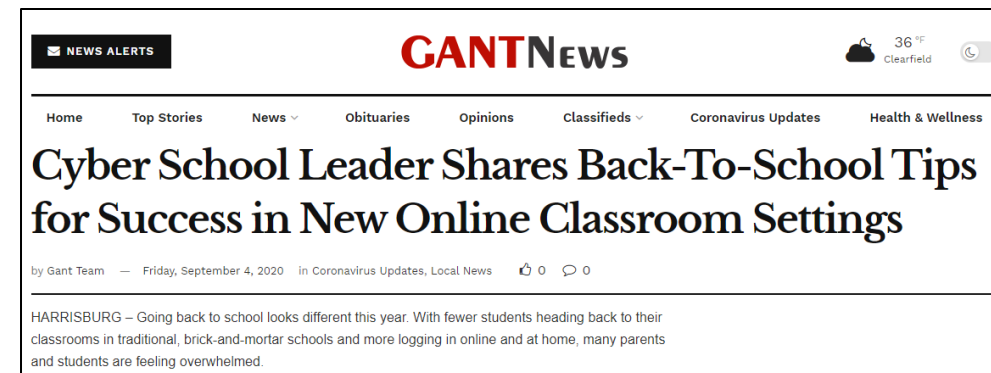 NEWS ALERTS
GANTNEWS
36 °F
Clearfield
Home Top Stories News Obituaries Opinions Classifieds Coronavirus Updates Health & Wellness
Cyber School Leader Shares Back-To-School Tips
for Success in New Online Classroom Settings
by Gant Team — Friday, September 4, 2020 in Coronavirus Updates, Local News 0 0
HARRISBURG – Going back to school looks different this year. With fewer students heading back to their
classrooms in traditional, brick-and-mortar schools and more logging in online and at home, many parents
and students are feeling overwhelmed.